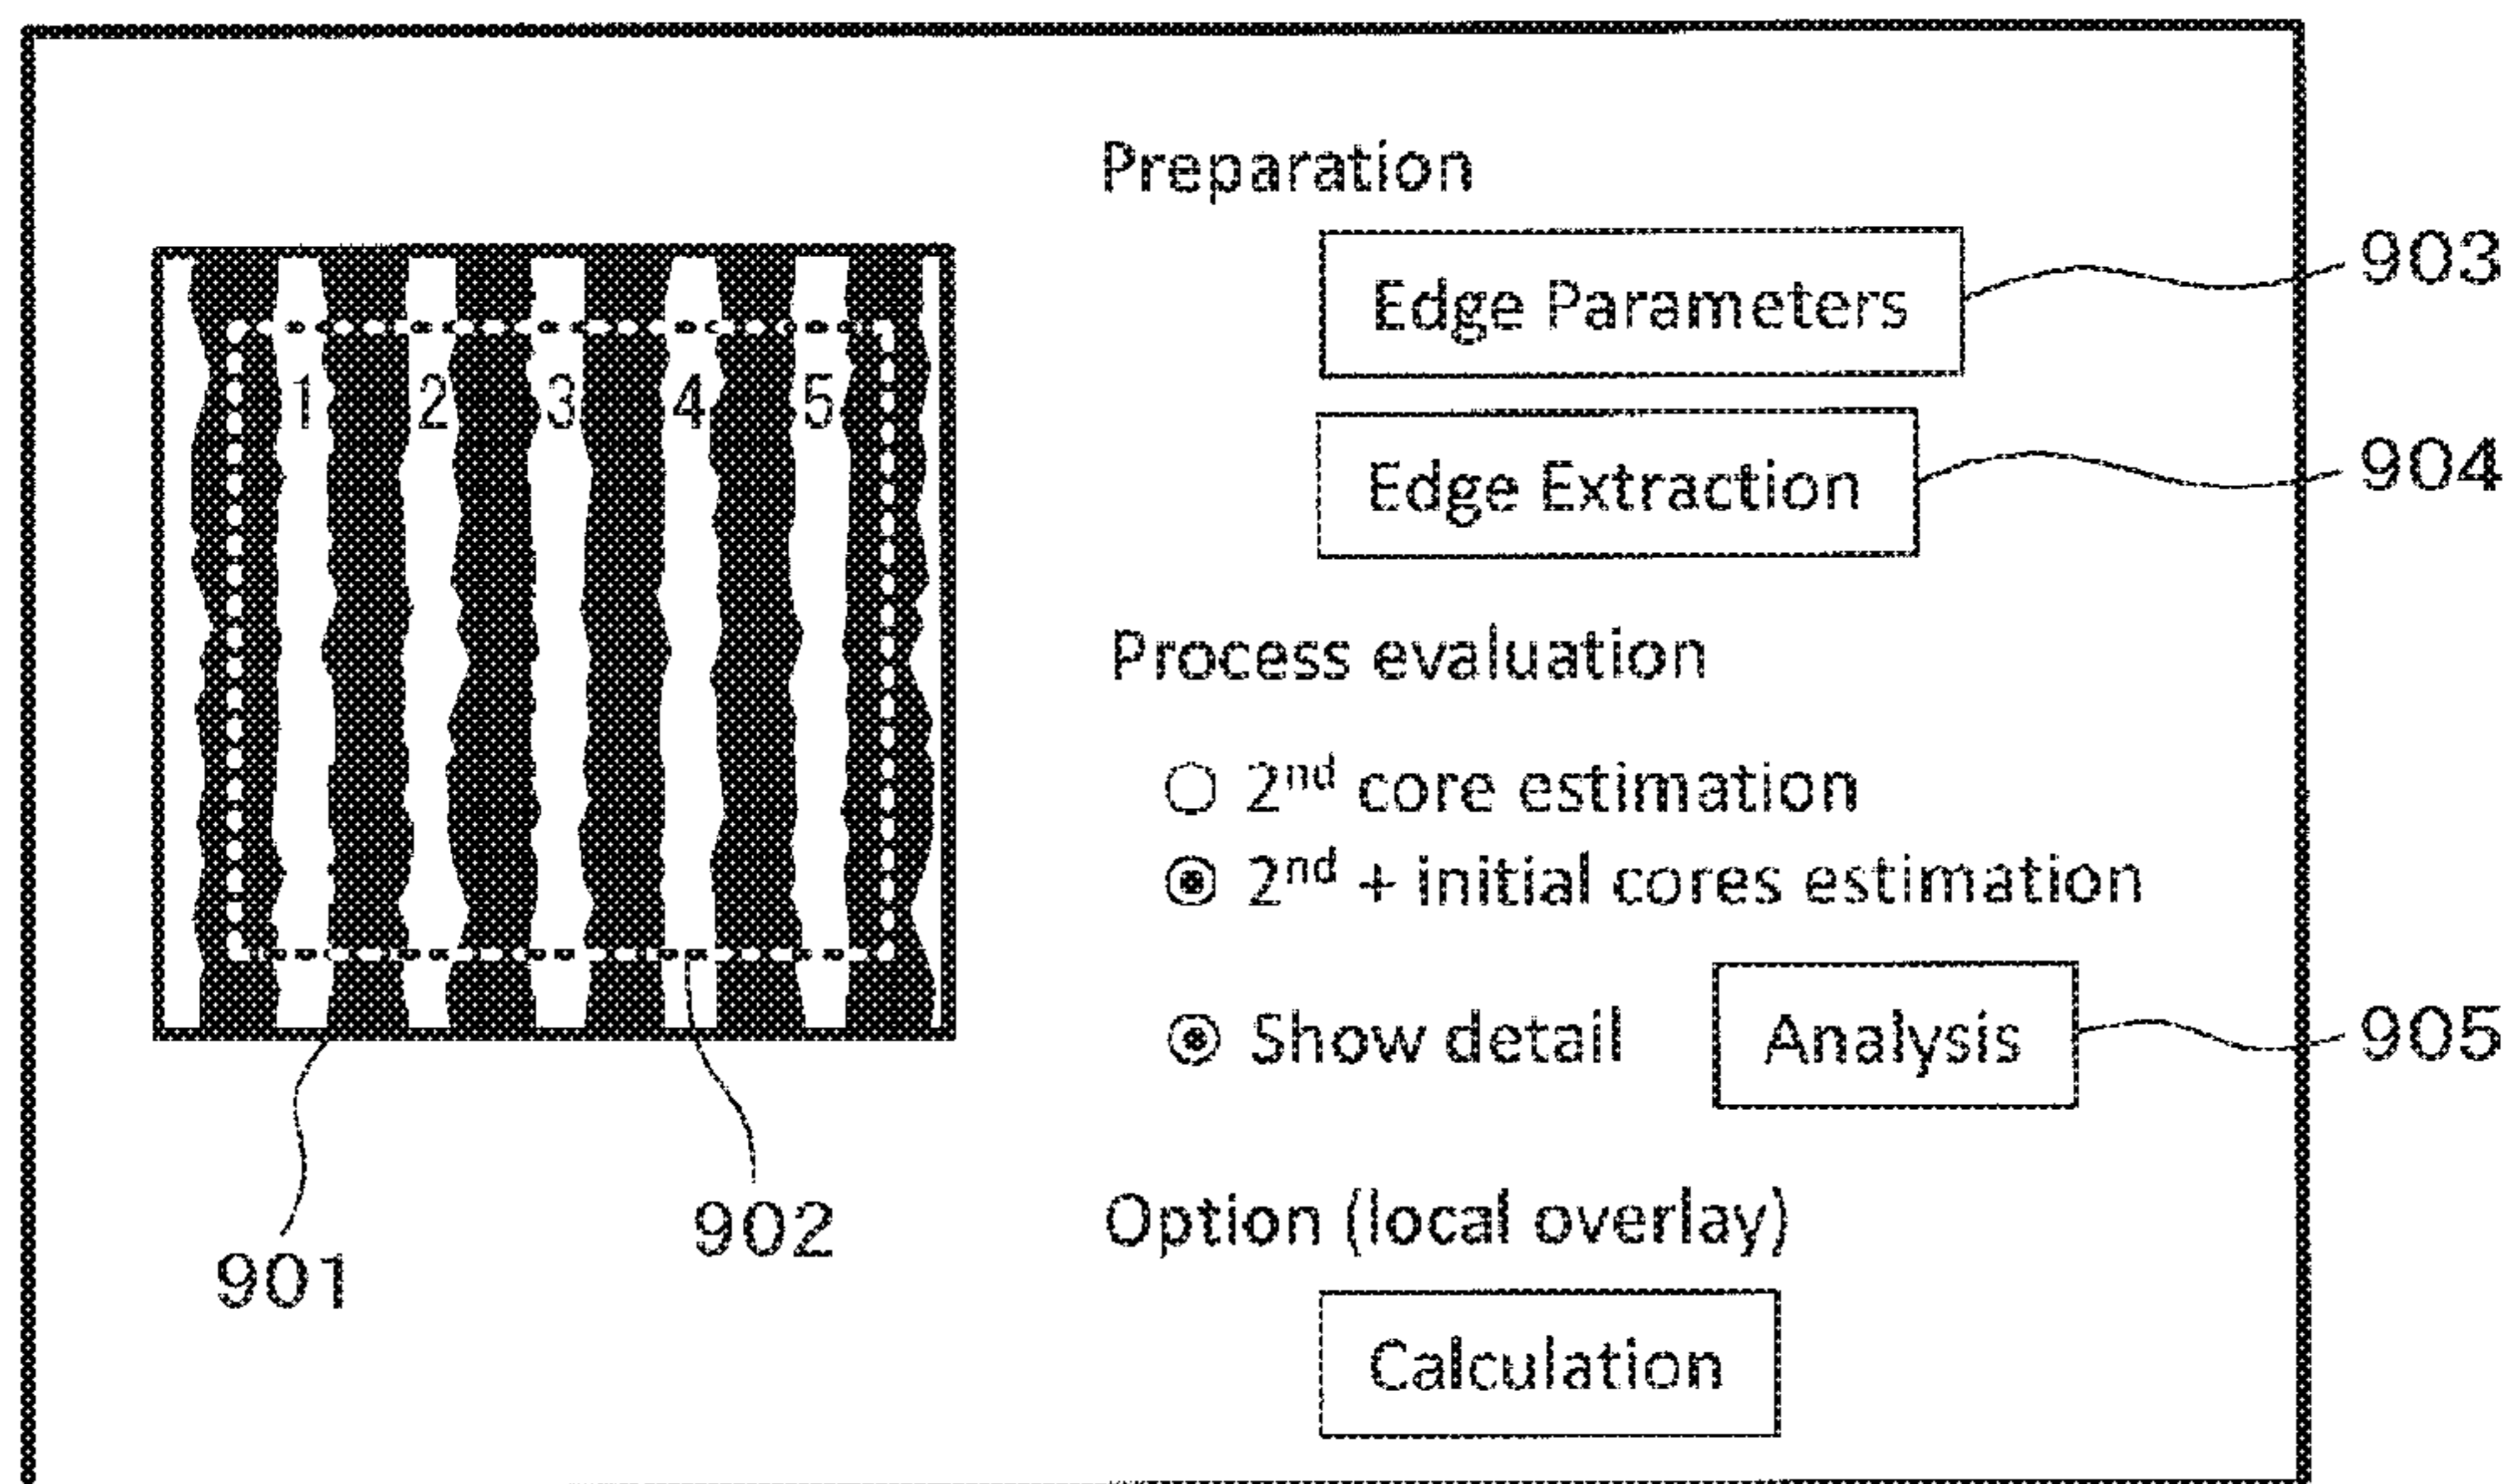 Preparation
Edge Parameters
903
1 2 3 4 5
Edge Extraction
904
Process evaluation
2nd core estimation
2nd + initial cores estimation
Show detail
Analysis
905
902
Option (local overlay)
901
Calculation